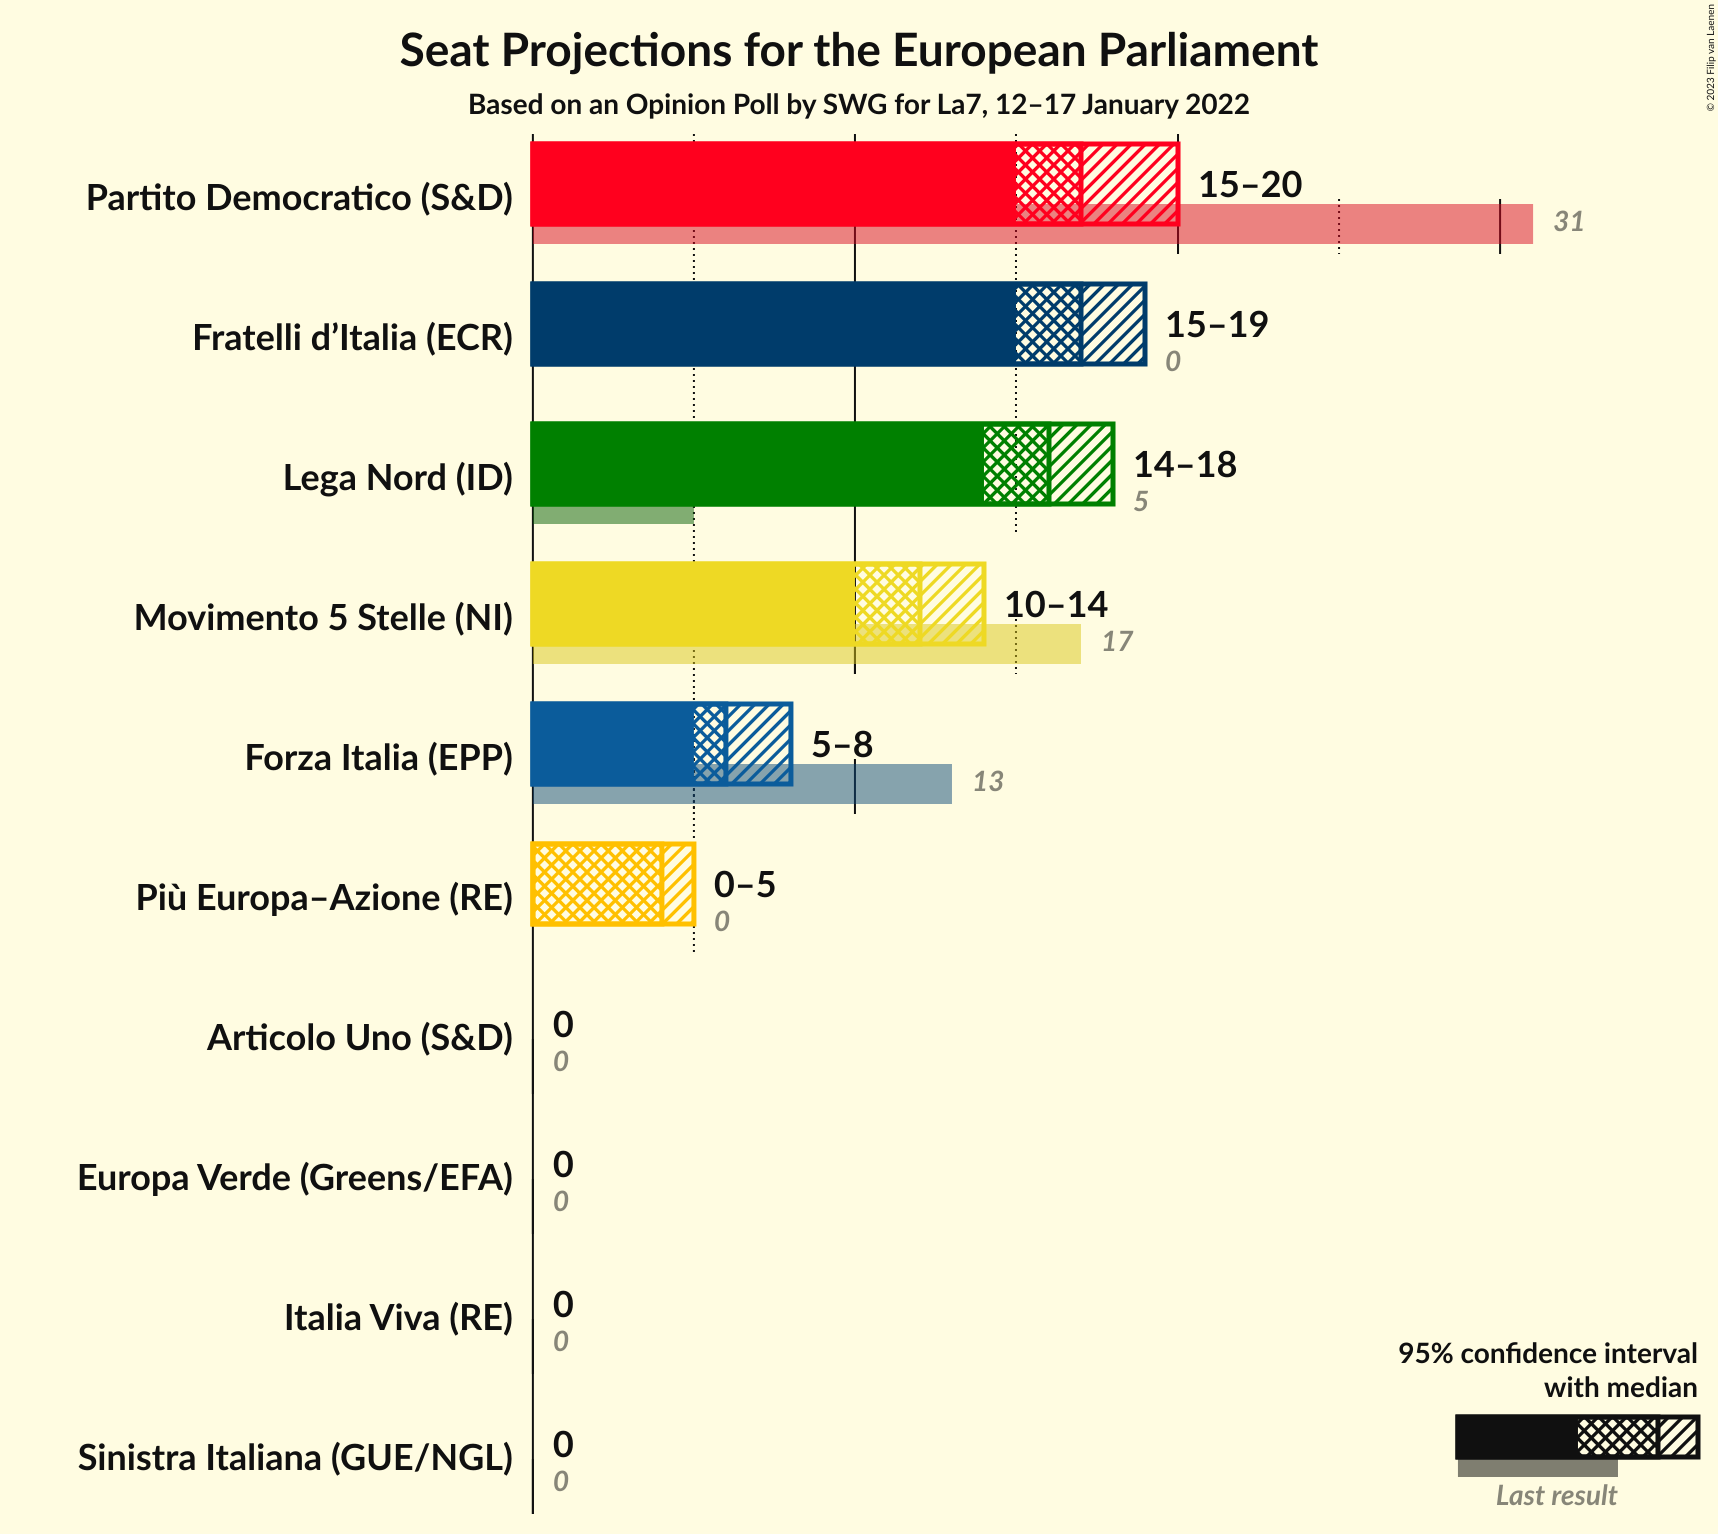 Seat Projections for the European Parliament
Based on an Opinion Poll by SWG for La7, 12–17 January 2022
© 2023 Filip van Laenen
Partito Democratico (S&D)
15–20
31
Fratelli d’Italia (ECR)
15–19
0
Lega Nord (ID)
14–18
5
Movimento 5 Stelle (NI)
10–14
17
Forza Italia (EPP)
5–8
13
Più Europa–Azione (RE)
0–5
0
Articolo Uno (S&D)
0
0
Europa Verde (Greens/EFA)
0
0
Italia Viva (RE)
0
0
Sinistra Italiana (GUE/NGL)
0
0
95% confidence interval
with median
Last result